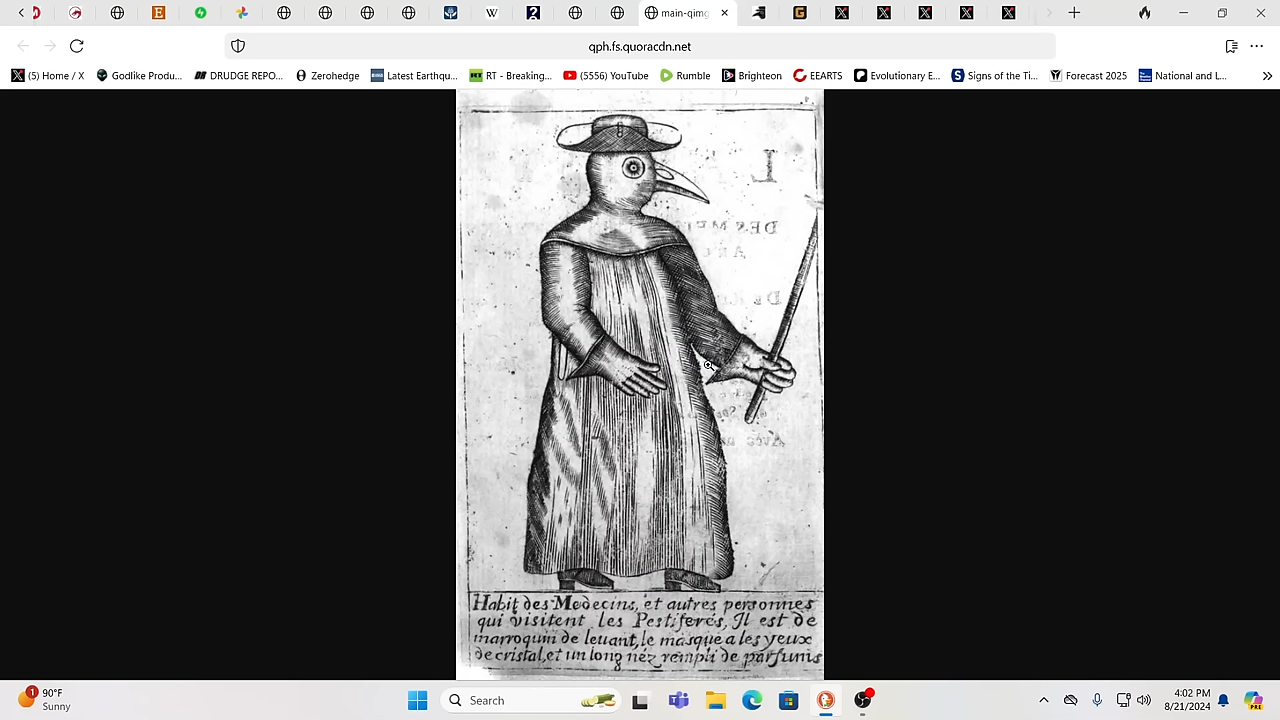 main-qimg
qph.fs.quoracdn.net
(5) Home / X
Godlike Produ...
DRUDGE REPO...
Zerohedge
Latest Earthqu...
RT - Breaking...
(5556) YouTube
Rumble
Brighteon
EEARTS
Evolutionary E...
Signs of the Ti...
Forecast 2025
National and L...
L
Habit des Medecins, et autres personnes
qui visitent les Pestiferés, Il est de
marroquin de leuant, le masque a les yeux
de cristal, et un long néz rempli de parfums
1
90°F
Sunny
Search
4:02 PM
8/21/2024